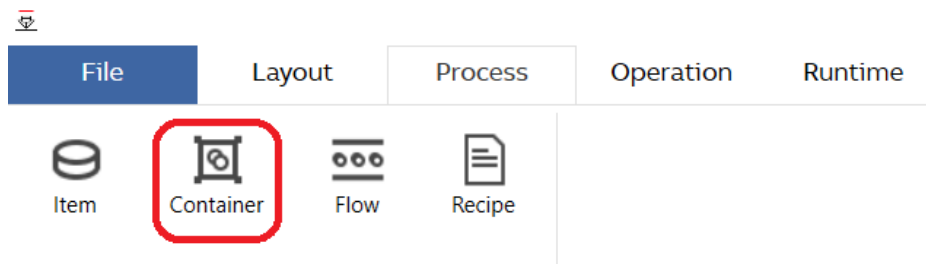 File Layout Process Operation Runtime
Item Container Flow Recipe